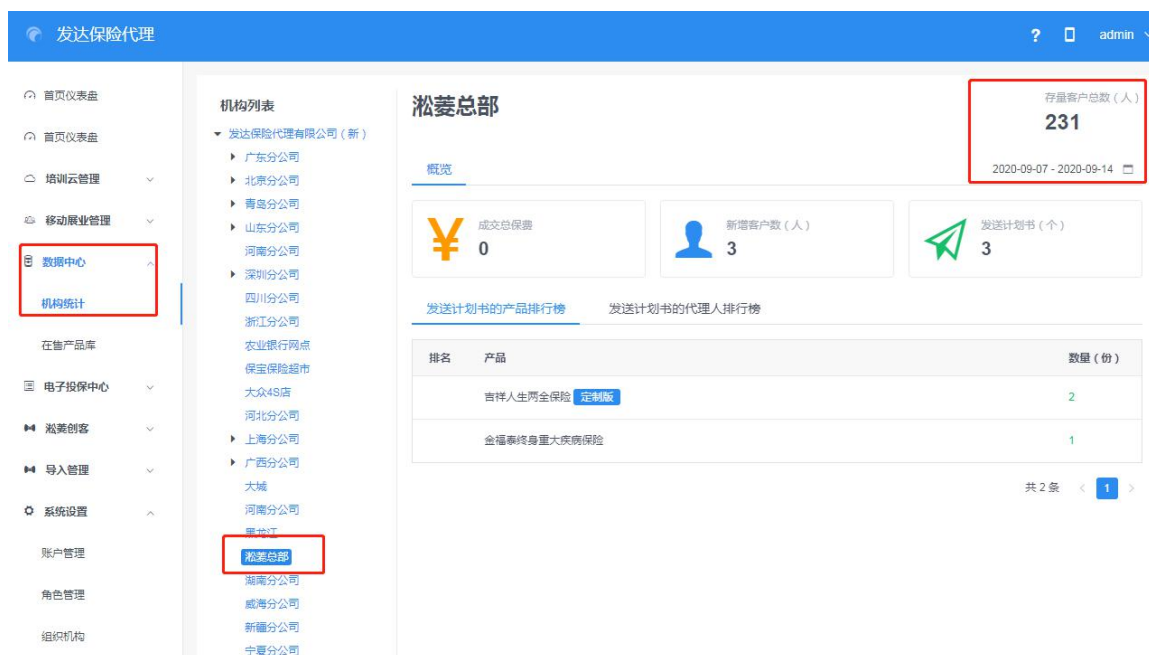 发达保险代理
? admin
首页仪表盘
首页仪表盘
培训云管理
移动展业管理
数据中心
机构统计
在售产品库
电子投保中心
淞菱创客
导入管理
系统设置
账户管理
角色管理
组织机构
机构列表
发达保险代理有限公司（新）
广东分公司
北京分公司
青岛分公司
山东分公司
河南分公司
深圳分公司
四川分公司
浙江分公司
农业银行网点
保宝保险超市
大众4S店
河北分公司
上海分公司
广西分公司
大城
河南分公司
黑龙江
淞菱总部
湖南分公司
威海分公司
新疆分公司
宁夏分公司
淞菱总部
存量客户总数（人）
231
概览
2020-09-07 - 2020-09-14
成交总保费
0
新增客户数（人）
3
发送计划书（个）
3
发送计划书的产品排行榜 发送计划书的代理人排行榜
排名 产品 数量（份）
吉祥人生两全保险 定制版 2
金福泰终身重大疾病保险 1
共 2 条 < 1 >